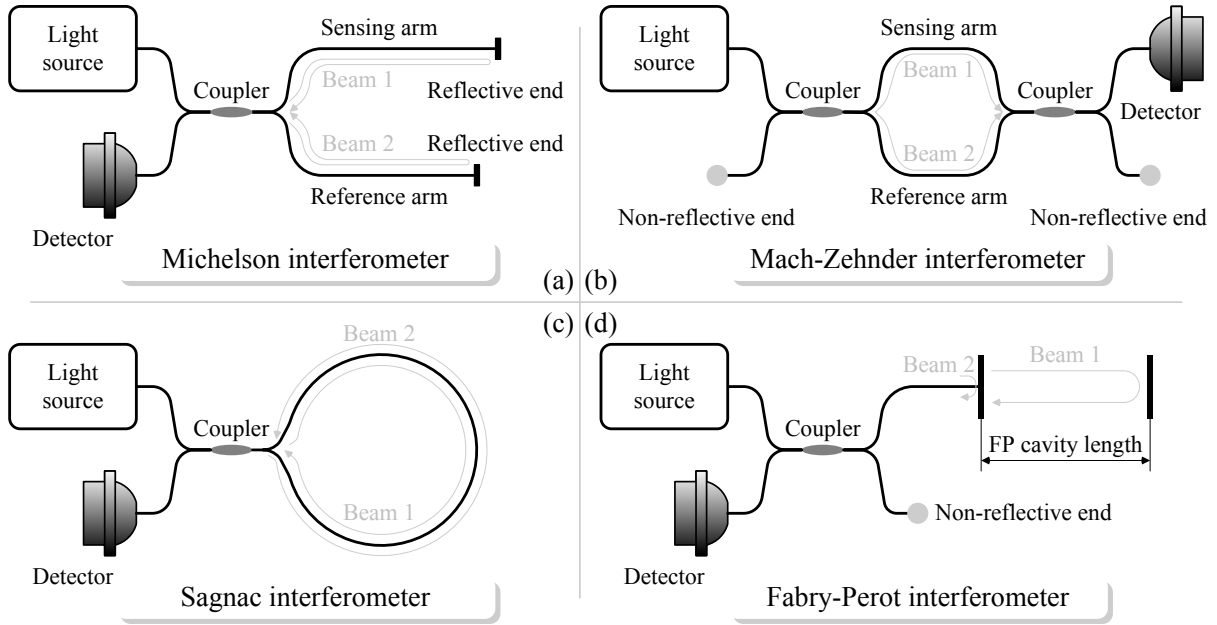 Light
source
Sensing arm
Coupler
Beam 1
Reflective end
Beam 2
Reflective end
Reference arm
Detector
Michelson interferometer
(a)
Light
source
Sensing arm
Coupler
Beam 1
Coupler
Detector
Beam 2
Reference arm
Non-reflective end
Non-reflective end
Mach-Zehnder interferometer
(b)
(c)
Light
source
Beam 2
Coupler
Beam 1
Detector
Sagnac interferometer
(d)
Light
source
Beam 2
Beam 1
Coupler
FP cavity length
Non-reflective end
Detector
Fabry-Perot interferometer